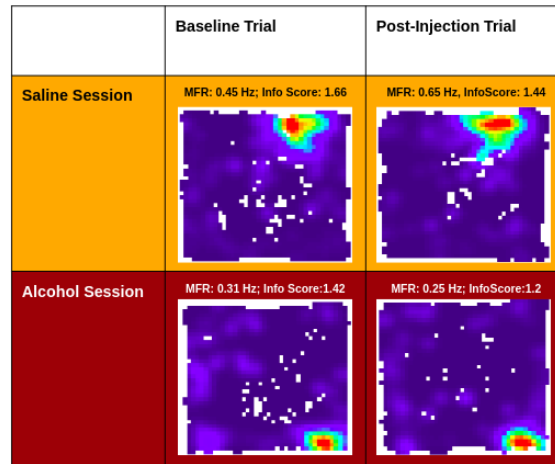 Baseline Trial
Post-Injection Trial
Saline Session
MFR: 0.45 Hz; Info Score: 1.66
MFR: 0.65 Hz, InfoScore: 1.44
Alcohol Session
MFR: 0.31 Hz; Info Score:1.42
MFR: 0.25 Hz; InfoScore:1.2